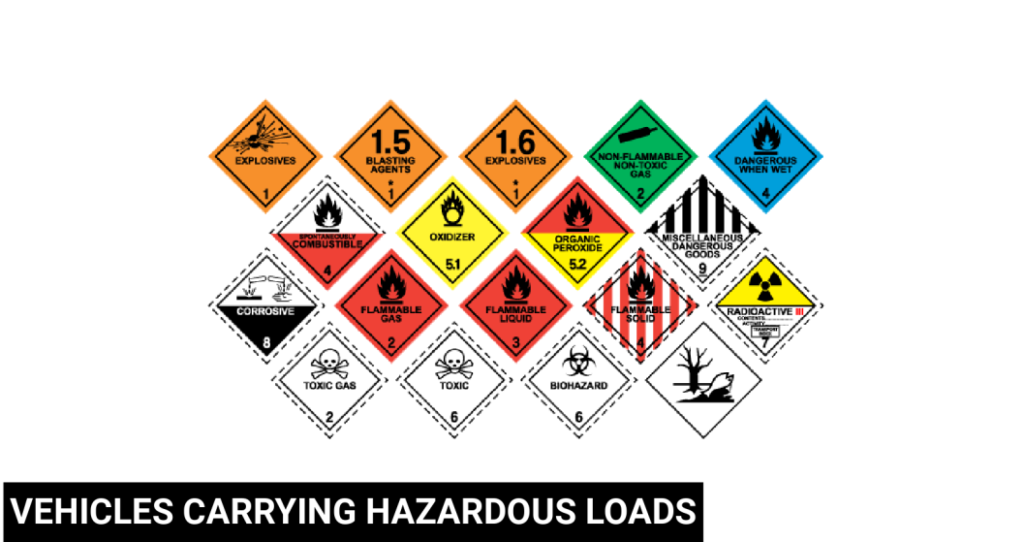 EXPLOSIVES
1
1.5
BLASTING
AGENTS
*
1
1.6
EXPLOSIVES
*
1
NON-FLAMMABLE
NON-TOXIC
GAS
2
DANGEROUS
WHEN WET
4
SPONTANEOUSLY
COMBUSTIBLE
4
OXIDIZER
5.1
ORGANIC
PEROXIDE
5.2
MISCELLANEOUS
DANGEROUS
GOODS
9
CORROSIVE
8
FLAMMABLE
GAS
2
FLAMMABLE
LIQUID
3
FLAMMABLE
SOLID
4
RADIOACTIVE III
CONTENTS
ACTIVITY
TRANSPORT
INDEX
7
TOXIC GAS
2
TOXIC
6
BIOHAZARD
6
VEHICLES CARRYING HAZARDOUS LOADS